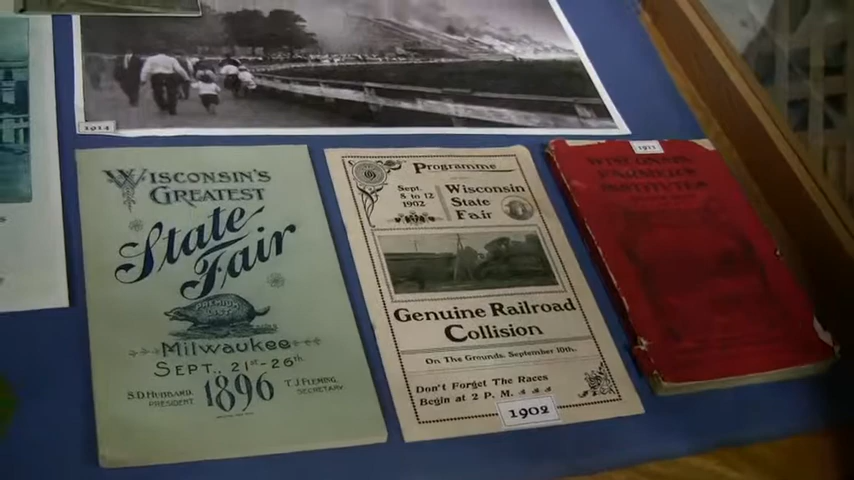 1914
WISCONSIN'S
GREATEST
State
Fair
PREMIUM
LIST
Milwaukee
SEPT., 21st-26th
1896
S.D. HUBBARD,
PRESIDENT
T.J. FLEMING,
SECRETARY
Programme
Sept.
8 to 12
1902
Wisconsin
State
Fair
Genuine Railroad
Collision
On The Grounds, September 10th.
Don't Forget The Races
Begin at 2 P. M.
1902
WISCONSIN
FARMER'S
INSTITUTES